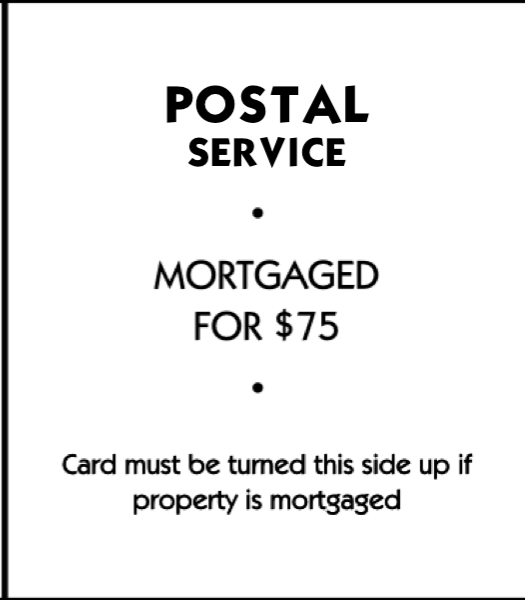 POSTAL
SERVICE
•
MORTGAGED
FOR $75
•
Card must be turned this side up if
property is mortgaged